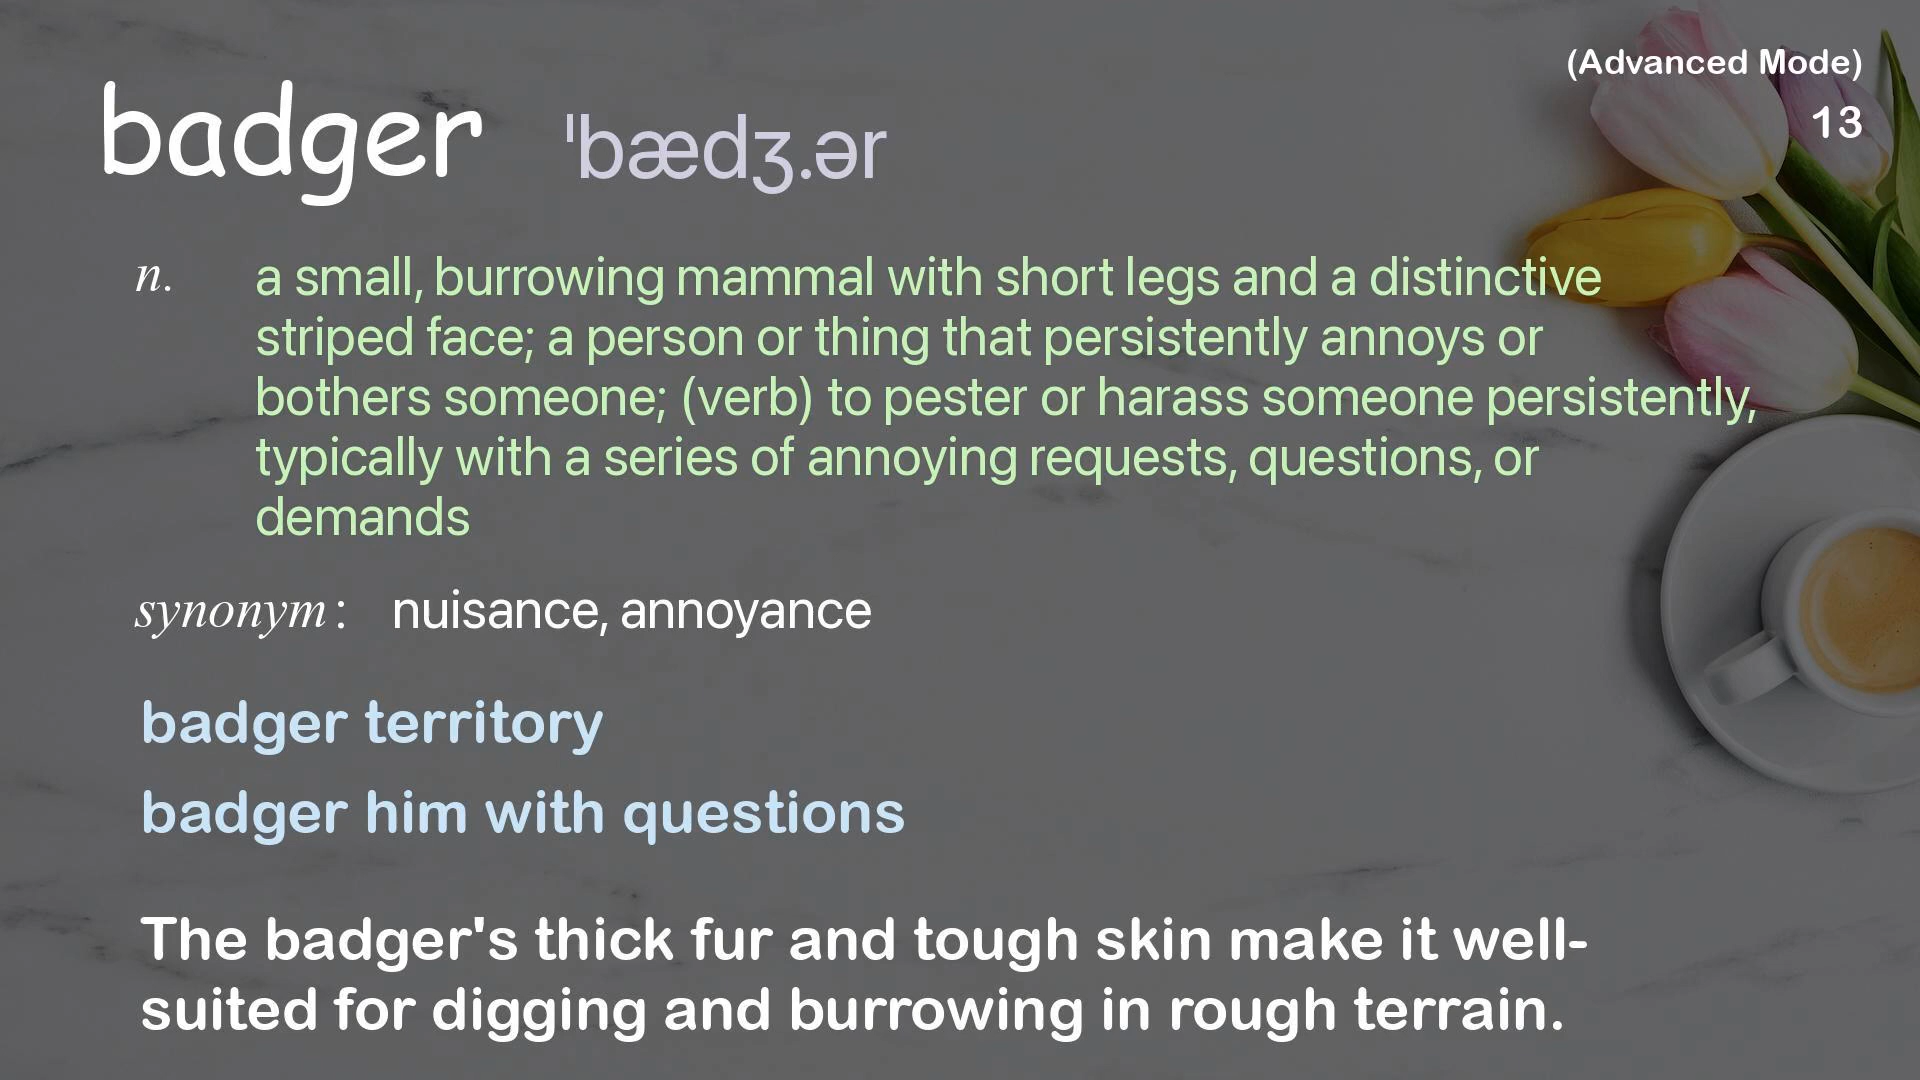 (Advanced Mode)
badger ˈbædʒ.ər
13
n. a small, burrowing mammal with short legs and a distinctive
striped face; a person or thing that persistently annoys or
bothers someone; (verb) to pester or harass someone persistently,
typically with a series of annoying requests, questions, or
demands
synonym: nuisance, annoyance
badger territory
badger him with questions
The badger's thick fur and tough skin make it well-
suited for digging and burrowing in rough terrain.